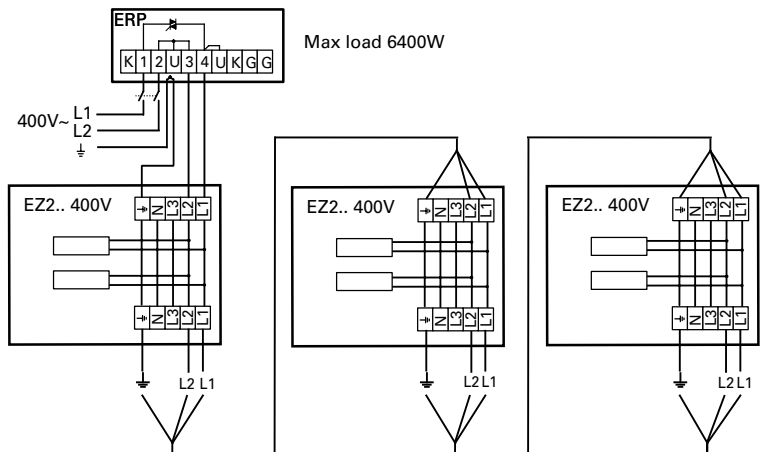 ERP
Max load 6400W
K 1 2 U 3 4 U K G G
400V~ L1
L2
EZ2.. 400V
N L3 L2 L1
N L3 L2 L1
L2 L1
EZ2.. 400V
N L3 L2 L1
N L3 L2 L1
L2 L1
EZ2.. 400V
N L3 L2 L1
N L3 L2 L1
L2 L1